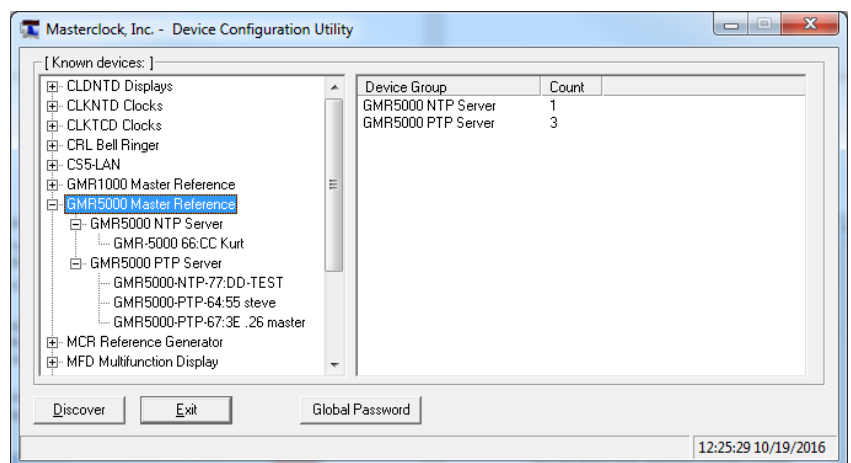 Masterclock, Inc. - Device Configuration Utility
[ Known devices: ]
CLDNTD Displays
CLKNTD Clocks
CLKTCD Clocks
CRL Bell Ringer
CS5-LAN
GMR1000 Master Reference
GMR5000 Master Reference
GMR5000 NTP Server
GMR-5000 66:CC Kurt
GMR5000 PTP Server
GMR5000-NTP-77:DD-TEST
GMR5000-PTP-64:55 steve
GMR5000-PTP-67:3E .26 master
MCR Reference Generator
MFD Multifunction Display
Device Group Count
GMR5000 NTP Server 1
GMR5000 PTP Server 3
Discover Exit Global Password
12:25:29 10/19/2016